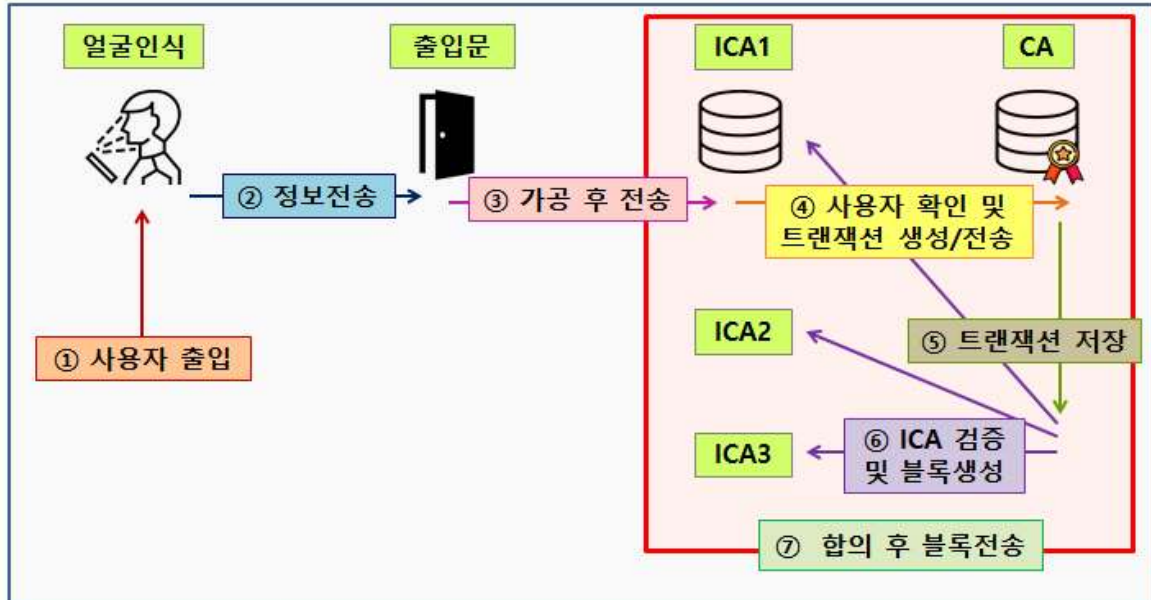 얼굴인식
출입문
ICA1
CA
② 정보전송
③ 가공 후 전송
④ 사용자 확인 및
트랜잭션 생성/전송
① 사용자 출입
ICA2
⑤ 트랜잭션 저장
ICA3
⑥ ICA 검증
및 블록생성
⑦ 합의 후 블록전송